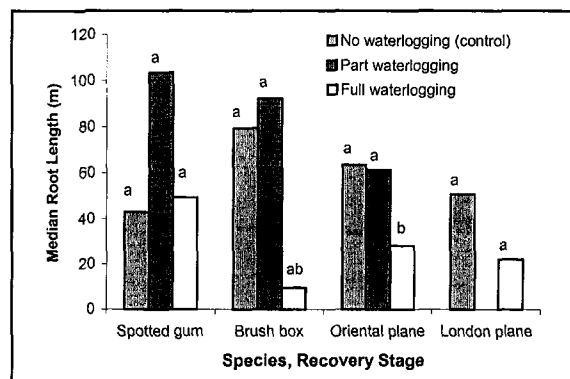 No waterlogging (control)
Part waterlogging
Full waterlogging
Median Root Length (m)
120
100
80
60
40
20
0
a
a
a
a
a
ab
a
a
b
a
a
Spotted gum Brush box Oriental plane London plane
Species, Recovery Stage